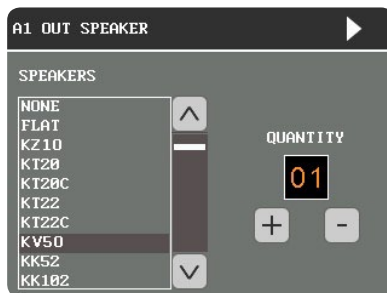 A1 OUT SPEAKER
SPEAKERS
NONE
FLAT
KZ10
KT20
KT20C
KT22
KT22C
KV50
KK52
KK102
QUANTITY
01
+ -